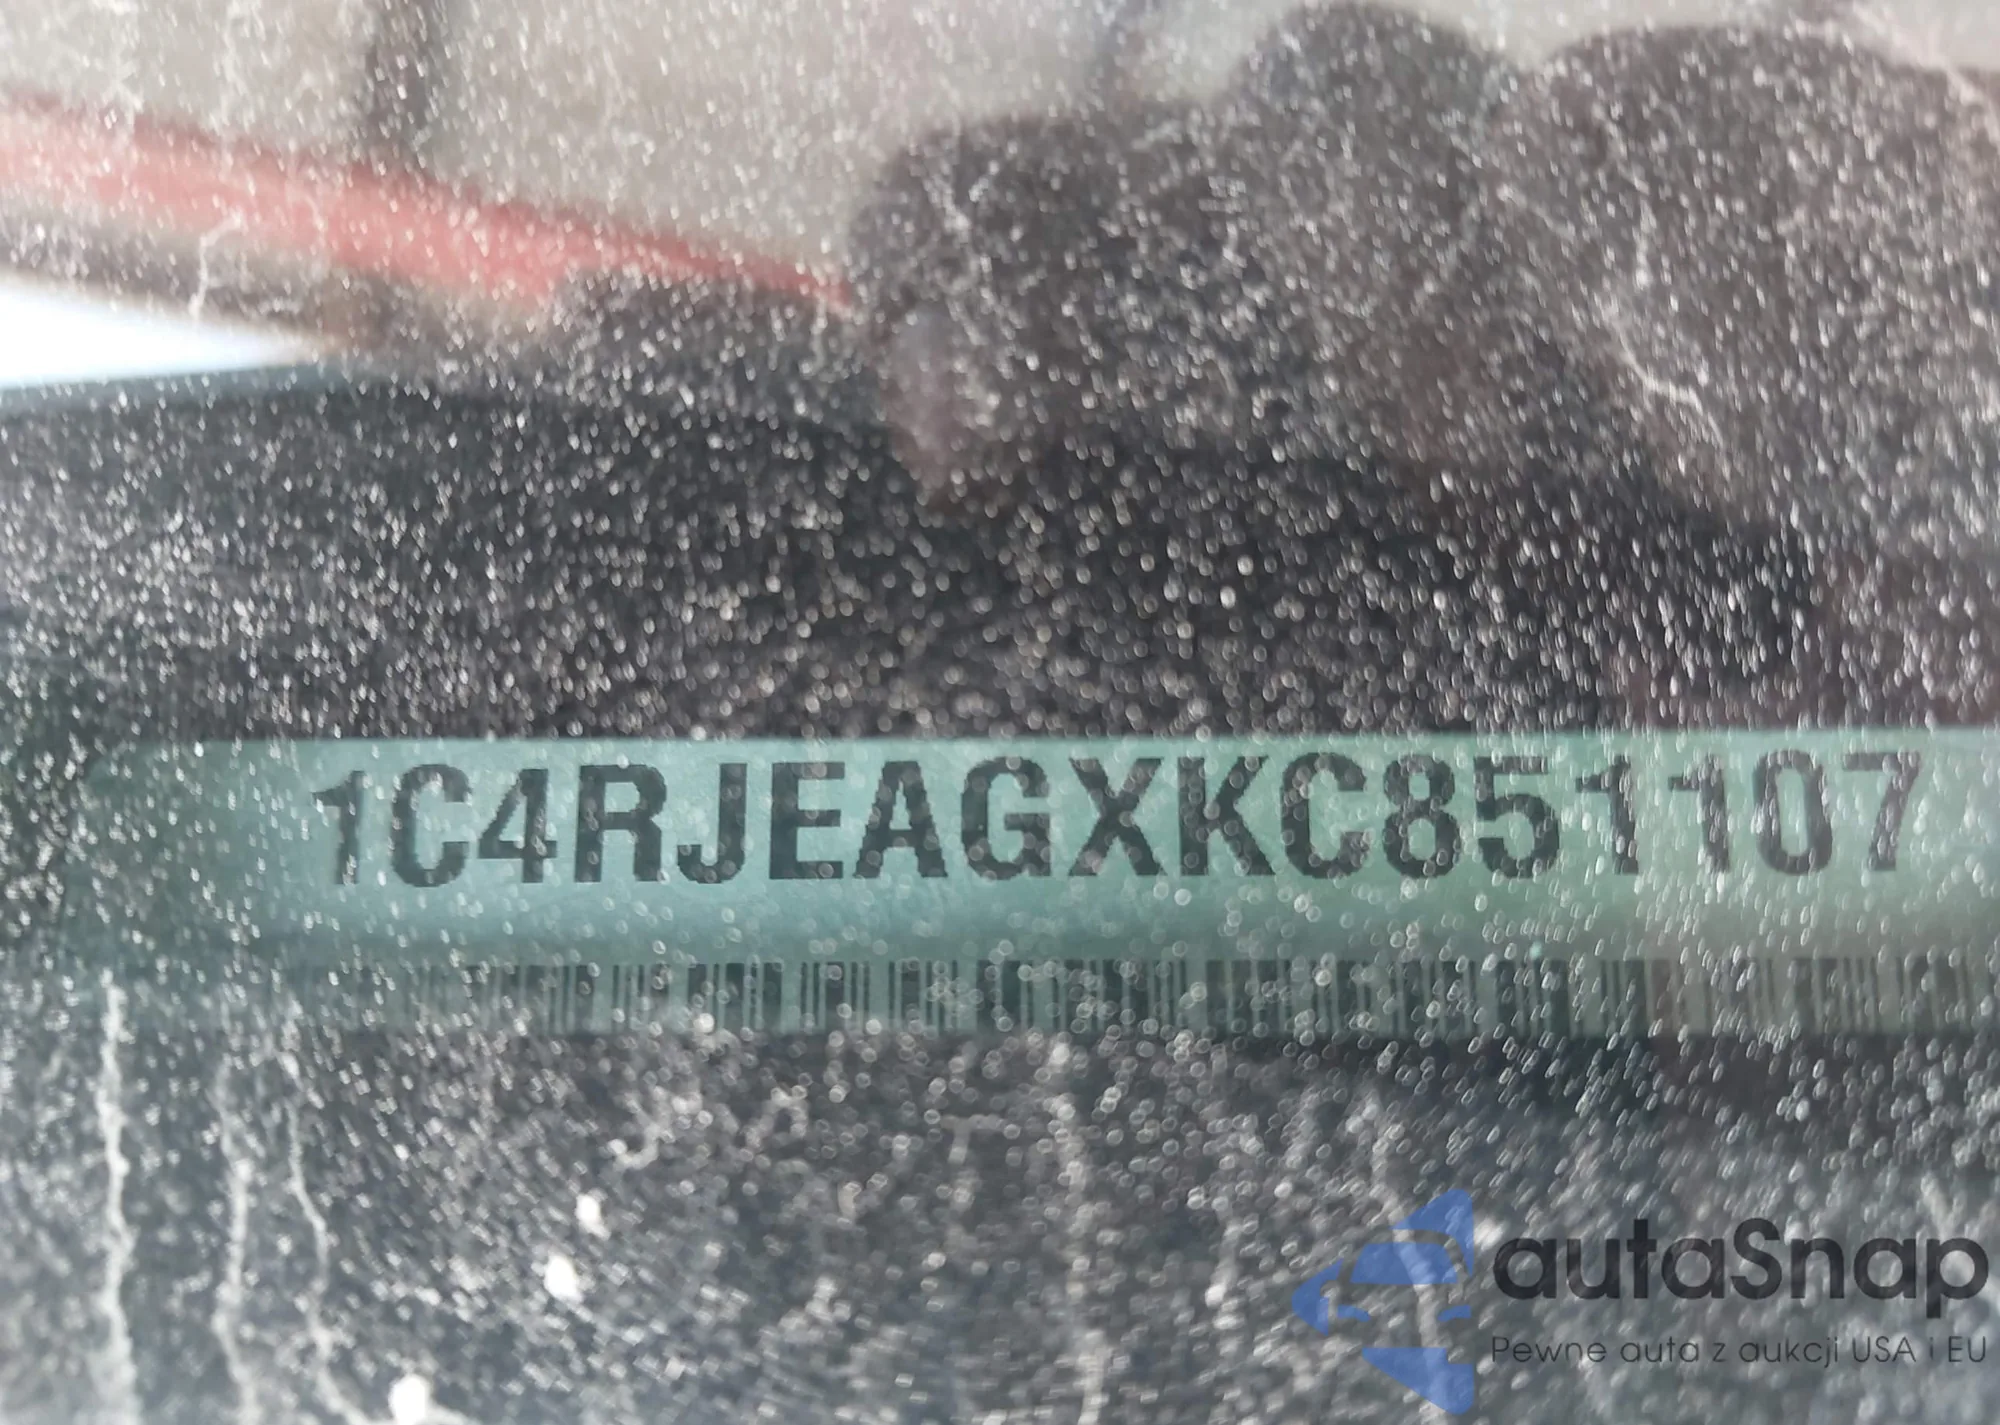 1C4RJEAGXKC851107
autaSnap
Pewne auta z aukcji USA i EU